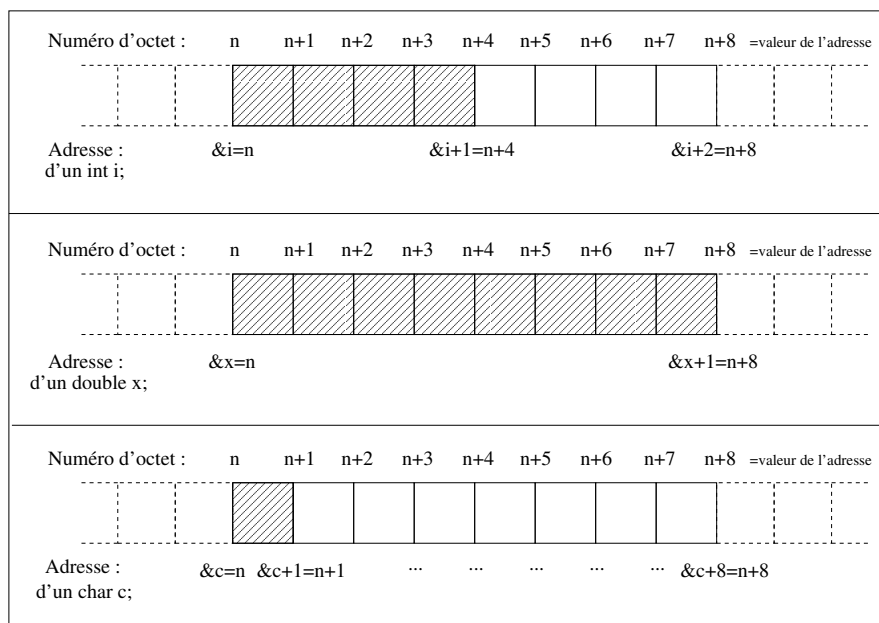 Numéro d'octet : n n+1 n+2 n+3 n+4 n+5 n+6 n+7 n+8 =valeur de l'adresse
Adresse : &i=n &i+1=n+4 &i+2=n+8
d'un int i;
Numéro d'octet : n n+1 n+2 n+3 n+4 n+5 n+6 n+7 n+8 =valeur de l'adresse
Adresse : &x=n &x+1=n+8
d'un double x;
Numéro d'octet : n n+1 n+2 n+3 n+4 n+5 n+6 n+7 n+8 =valeur de l'adresse
Adresse : &c=n &c+1=n+1 ... ... ... ... ... &c+8=n+8
d'un char c;